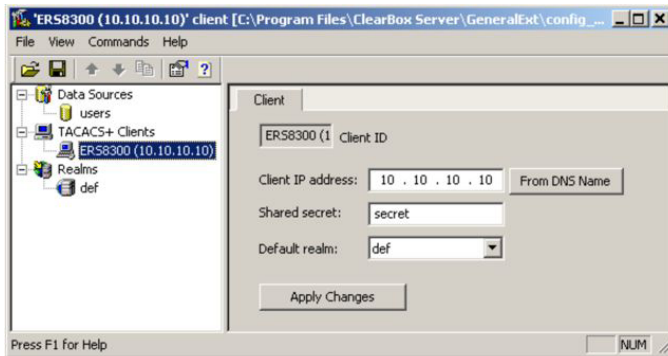 'ERS8300 (10.10.10.10)' client [C:\Program Files\ClearBox Server\GeneralExt\config_...
File View Commands Help
Data Sources
users
TACACS+ Clients
ERS8300 (10.10.10.10)
Realms
def
Client
ERS8300 (1 Client ID
Client IP address: 10 . 10 . 10 . 10 From DNS Name
Shared secret: secret
Default realm: def
Apply Changes
Press F1 for Help NUM